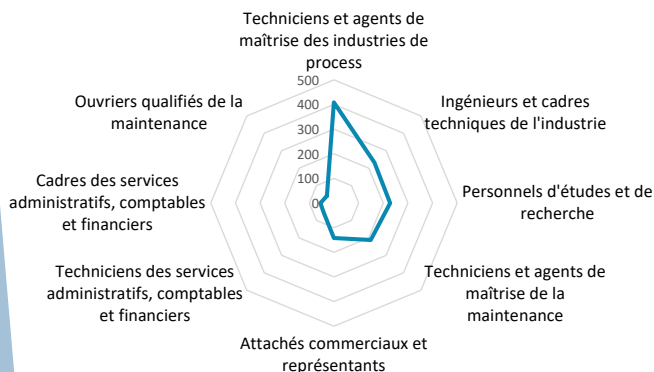 Techniciens et agents de
maîtrise des industries de
process
500
400
300
200
100
0
Ingénieurs et cadres
techniques de l'industrie
Personnels d'études et de
recherche
Techniciens et agents de
maîtrise de la
maintenance
Attachés commerciaux et
représentants
Techniciens des services
administratifs, comptables
et financiers
Cadres des services
administratifs, comptables
et financiers
Ouvriers qualifiés de la
maintenance